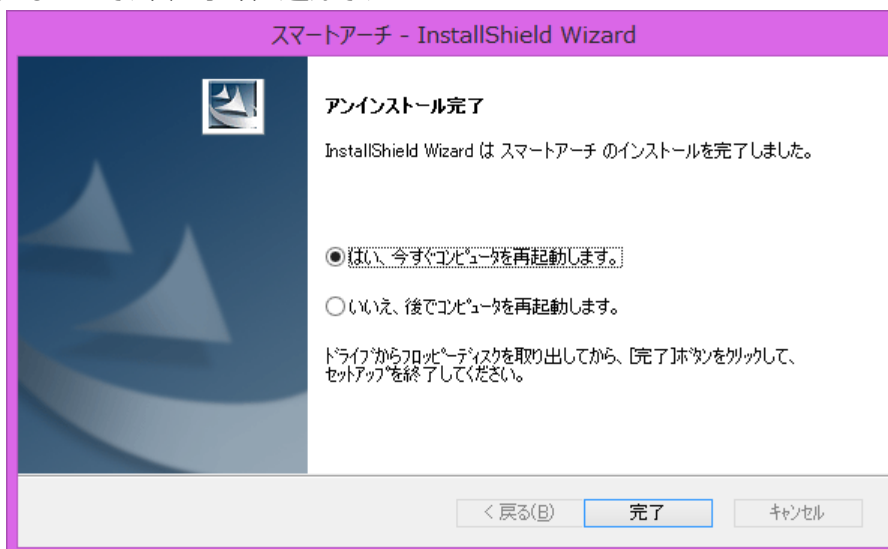 スマートアーチ - InstallShield Wizard
アンインストール完了
InstallShield Wizard は スマートアーチ のインストールを完了しました。
はい、今すぐコンピュータを再起動します。
いいえ、後でコンピュータを再起動します。
ドライブからフロッピーディスクを取り出してから、[完了]ボタンをクリックして、
セットアップを終了してください。
< 戻る(B)
完了
キャンセル